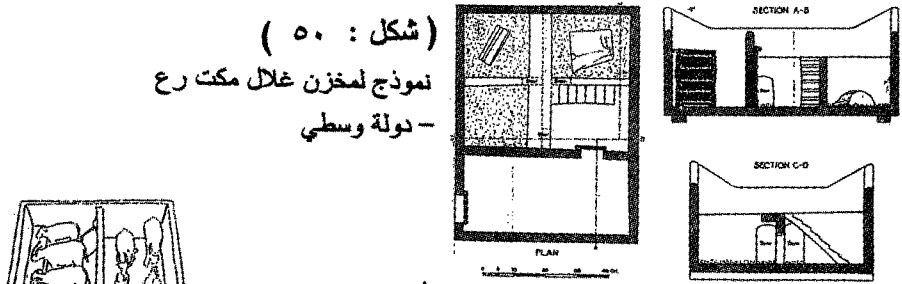 ( شكل : ٥٠ )
نموذج لمخزن غلال مكت رع
– دولة وسطي
SECTION A-B
SECTION C-D
PLAN